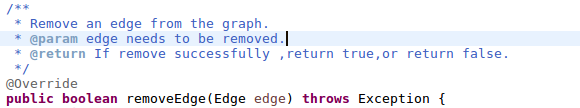 /**
 * Remove an edge from the graph.
 * @param edge needs to be removed.
 * @return If remove successfully ,return true,or return false.
 */
@Override
public boolean removeEdge(Edge edge) throws Exception {